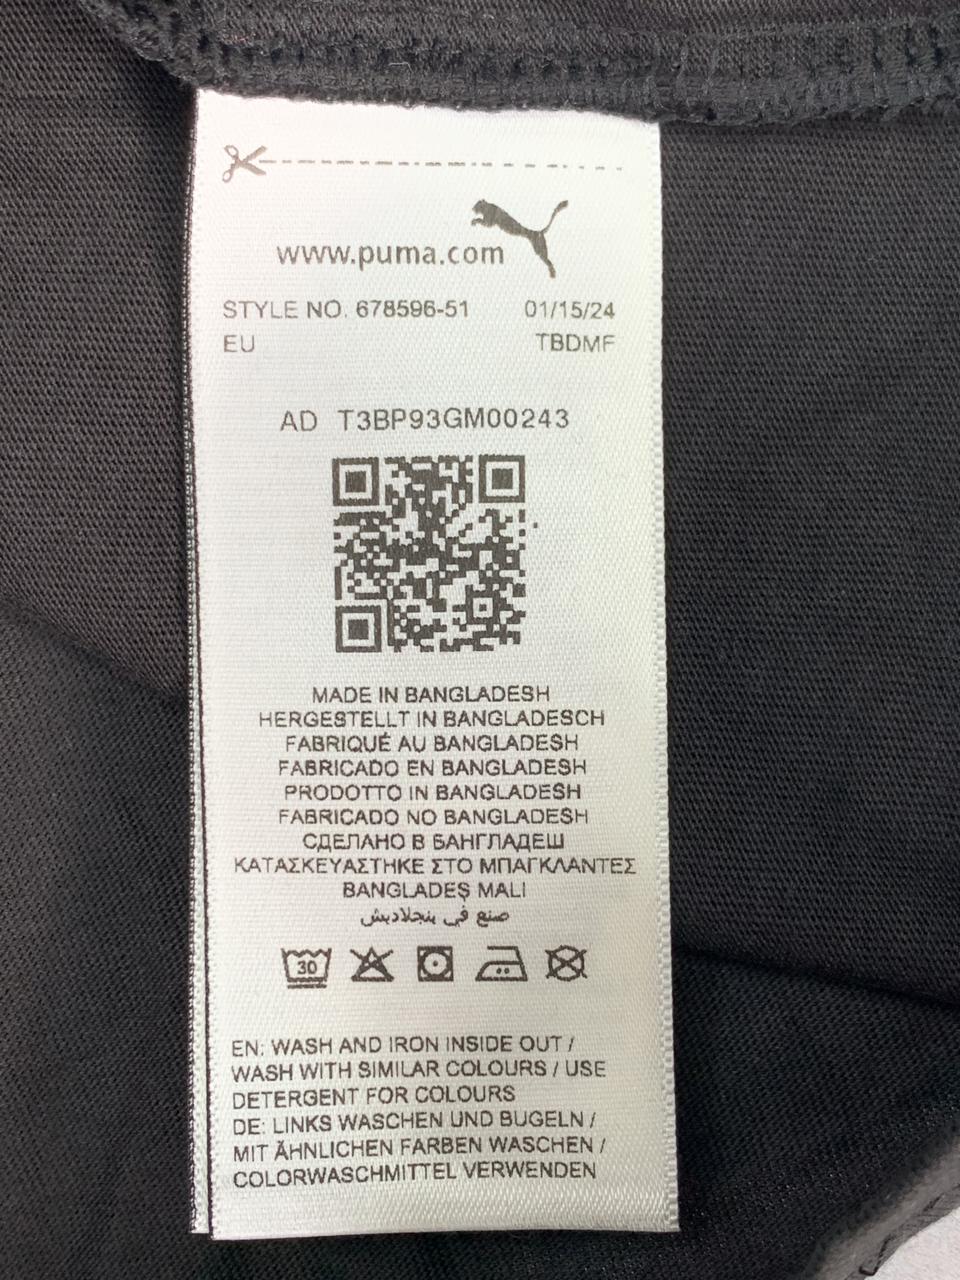 www.puma.com
STYLE NO. 678596-51 01/15/24
EU TBDMF
AD T3BP93GM00243
MADE IN BANGLADESH
HERGESTELLT IN BANGLADESCH
FABRIQUÉ AU BANGLADESH
FABRICADO EN BANGLADESH
PRODOTTO IN BANGLADESH
FABRICADO NO BANGLADESH
СДЕЛАНО В БАНГЛАДЕШ
ΚΑΤΑΣΚΕΥΑΣΤΗΚΕ ΣΤΟ ΜΠΑΓΚΛΑΝΤΕΣ
BANGLADEŞ MALI
صنع في بنجلاديش
30
EN: WASH AND IRON INSIDE OUT /
WASH WITH SIMILAR COLOURS / USE
DETERGENT FOR COLOURS
DE: LINKS WASCHEN UND BUGELN /
MIT ÄHNLICHEN FARBEN WASCHEN /
COLORWASCHMITTEL VERWENDEN